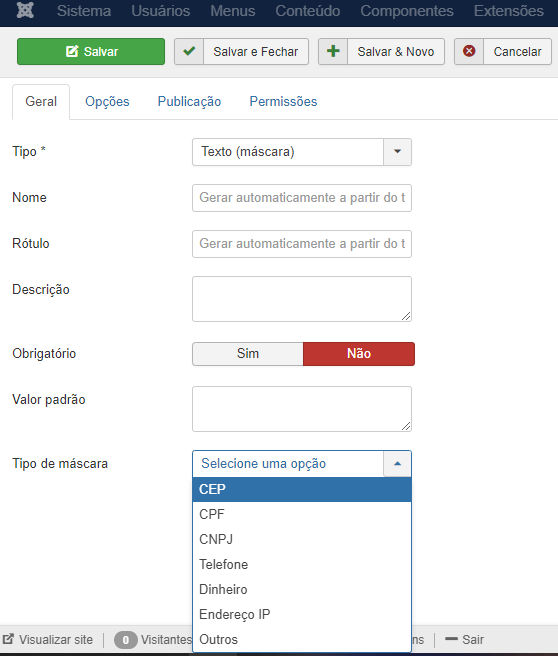 Sistema Usuários Menus Conteúdo Componentes Extensões
Salvar Salvar e Fechar Salvar & Novo Cancelar
Geral Opções Publicação Permissões
Tipo * Texto (máscara)
Nome Gerar automaticamente a partir do t
Rótulo Gerar automaticamente a partir do t
Descrição
Obrigatório Sim Não
Valor padrão
Tipo de máscara Selecione uma opção
CEP
CPF
CNPJ
Telefone
Dinheiro
Endereço IP
Outros
Visualizar site 0 Visitantes Sair